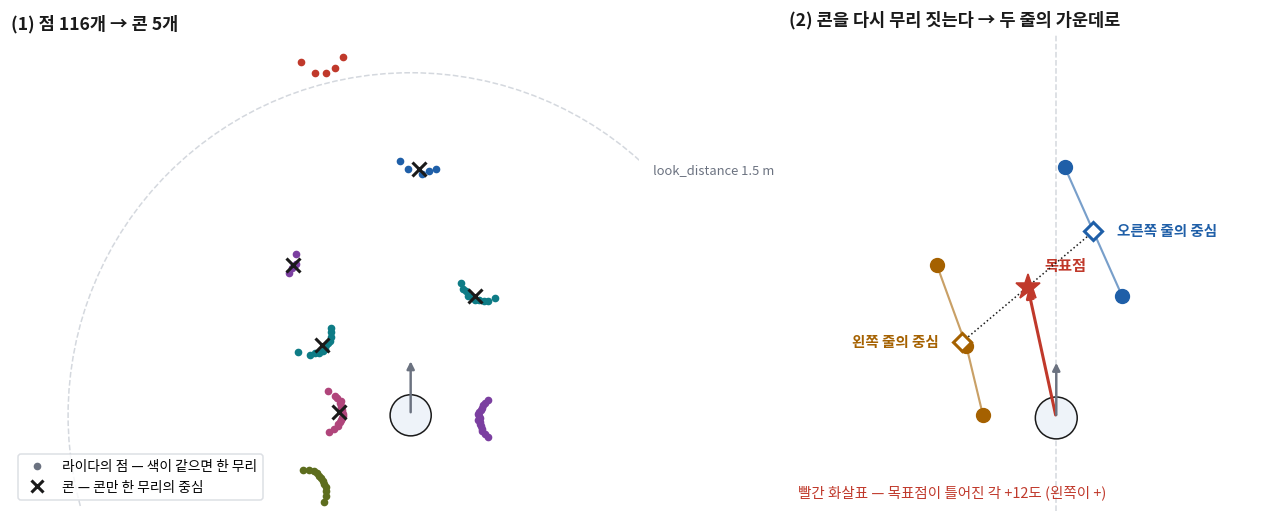 (1) 점 116개 → 콘 5개
look_distance 1.5 m
라이다의 점 — 색이 같으면 한 무리
콘 — 콘만 한 무리의 중심
(2) 콘을 다시 무리 짓는다 → 두 줄의 가운데로
오른쪽 줄의 중심
목표점
왼쪽 줄의 중심
빨간 화살표 — 목표점이 틀어진 각 +12도 (왼쪽이 +)